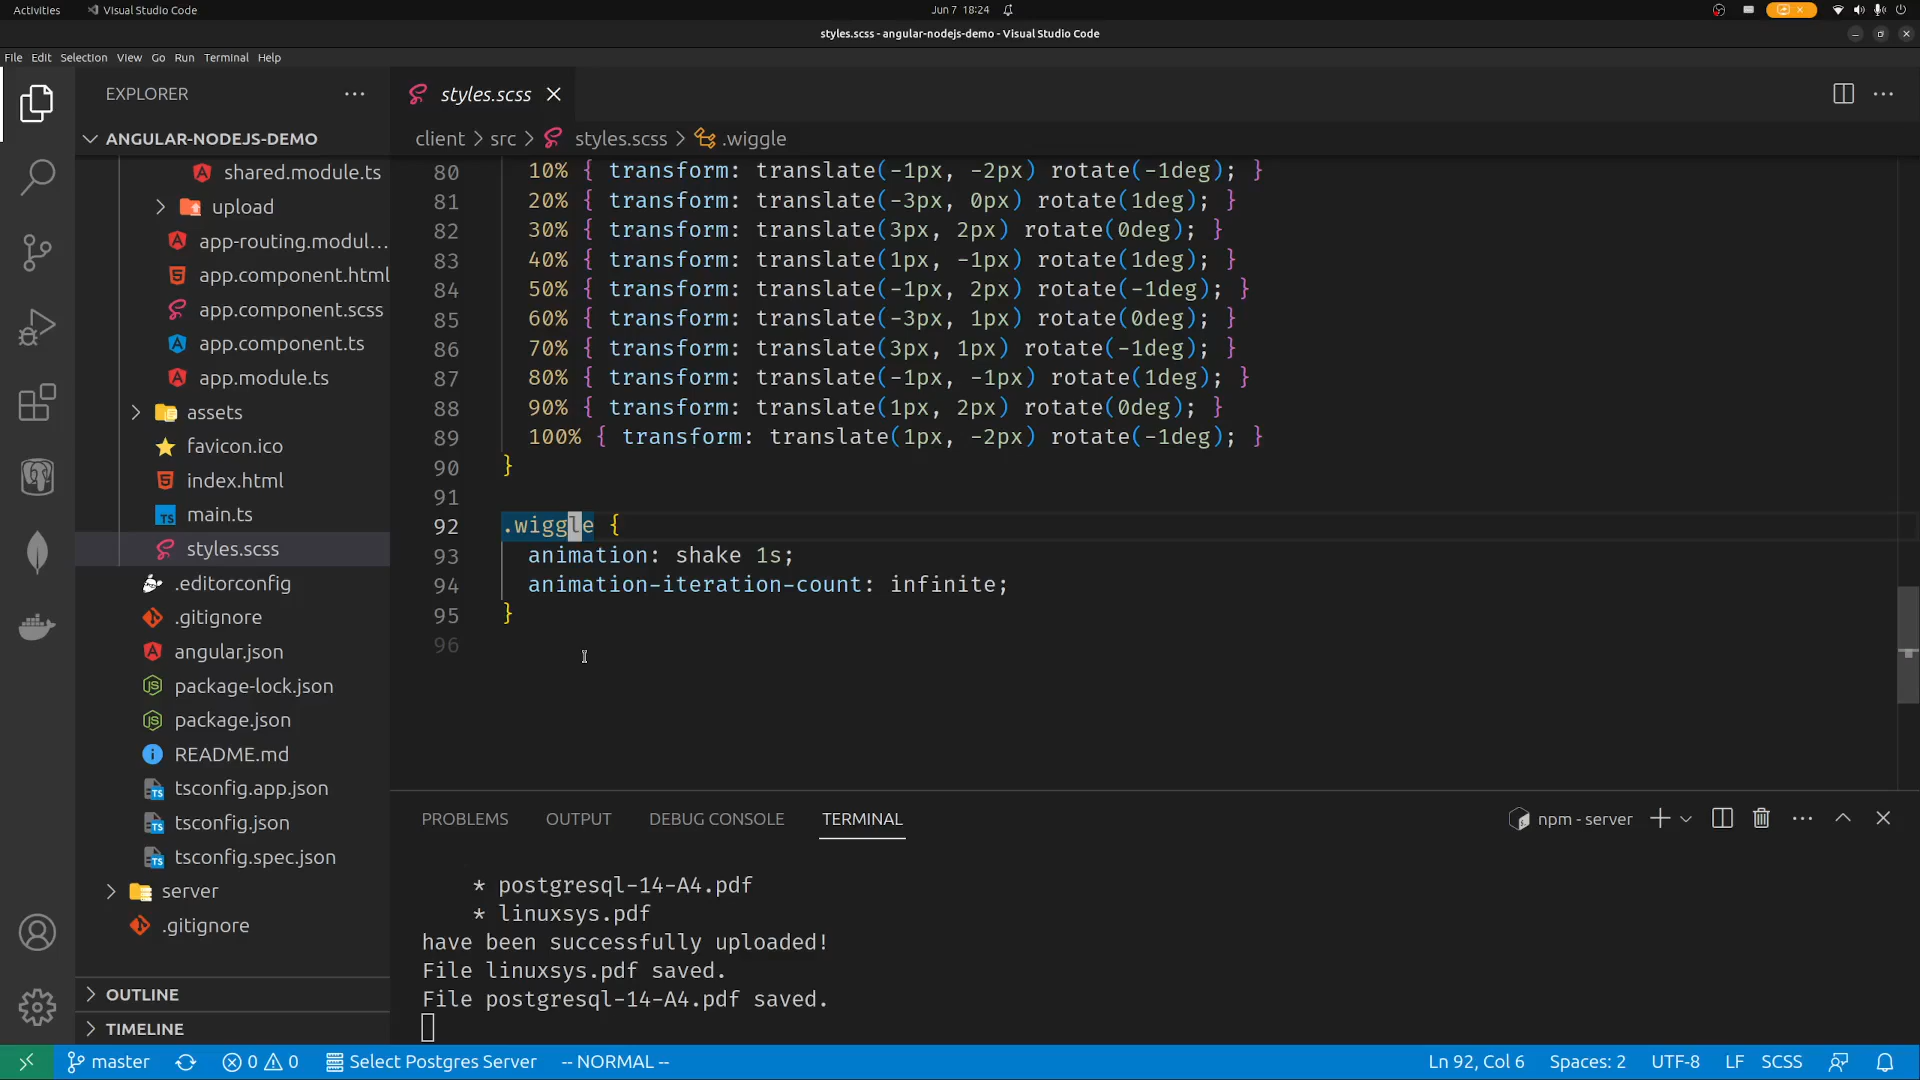 Activities
Visual Studio Code
Jun 7 18:24
styles.scss - angular-nodejs-demo - Visual Studio Code
File Edit Selection View Go Run Terminal Help
EXPLORER
ANGULAR-NODEJS-DEMO
shared.module.ts
upload
app-routing.modul...
app.component.html
app.component.scss
app.component.ts
app.module.ts
assets
favicon.ico
index.html
main.ts
styles.scss
.editorconfig
.gitignore
angular.json
package-lock.json
package.json
README.md
tsconfig.app.json
tsconfig.json
tsconfig.spec.json
server
.gitignore
OUTLINE
TIMELINE
styles.scss
client > src > styles.scss > .wiggle
80 10% { transform: translate(-1px, -2px) rotate(-1deg); }
81 20% { transform: translate(-3px, 0px) rotate(1deg); }
82 30% { transform: translate(3px, 2px) rotate(0deg); }
83 40% { transform: translate(1px, -1px) rotate(1deg); }
84 50% { transform: translate(-1px, 2px) rotate(-1deg); }
85 60% { transform: translate(-3px, 1px) rotate(0deg); }
86 70% { transform: translate(3px, 1px) rotate(-1deg); }
87 80% { transform: translate(-1px, -1px) rotate(1deg); }
88 90% { transform: translate(1px, 2px) rotate(0deg); }
89 100% { transform: translate(1px, -2px) rotate(-1deg); }
90 }
91
92 .wiggle {
93 animation: shake 1s;
94 animation-iteration-count: infinite;
95 }
96
PROBLEMS OUTPUT DEBUG CONSOLE TERMINAL
npm - server
* postgresql-14-A4.pdf
* linuxsys.pdf
have been successfully uploaded!
File linuxsys.pdf saved.
File postgresql-14-A4.pdf saved.
master 0 0 Select Postgres Server -- NORMAL -- Ln 92, Col 6 Spaces: 2 UTF-8 LF SCSS